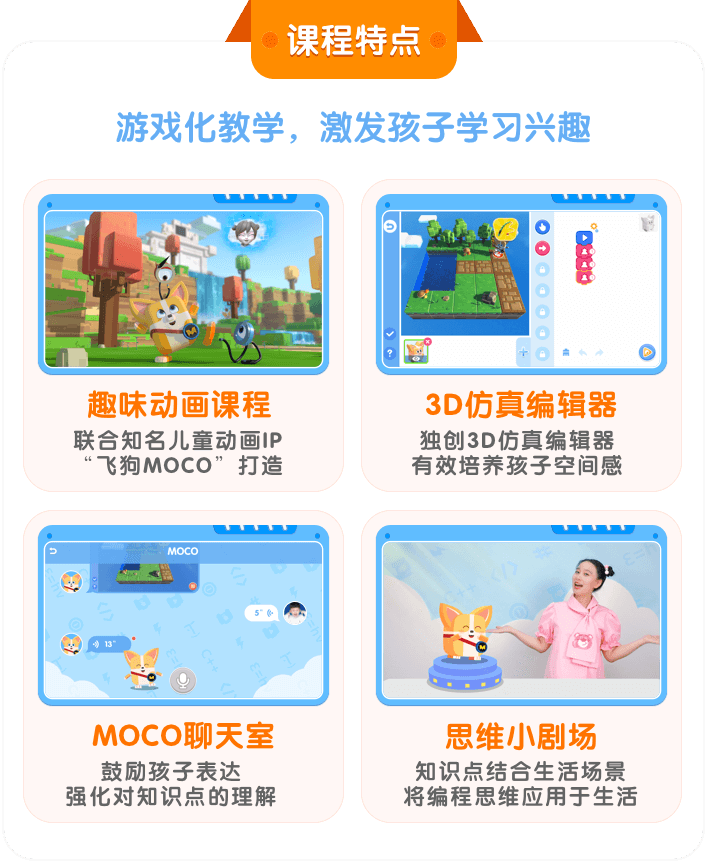 课程特点
游戏化教学，激发孩子学习兴趣
M
?
趣味动画课程
联合知名儿童动画IP
“飞狗MOCO”打造
3D仿真编辑器
独创3D仿真编辑器
有效培养孩子空间感
MOCO
5"
13"
M
MOCO聊天室
鼓励孩子表达
强化对知识点的理解
M
思维小剧场
知识点结合生活场景
将编程思维应用于生活